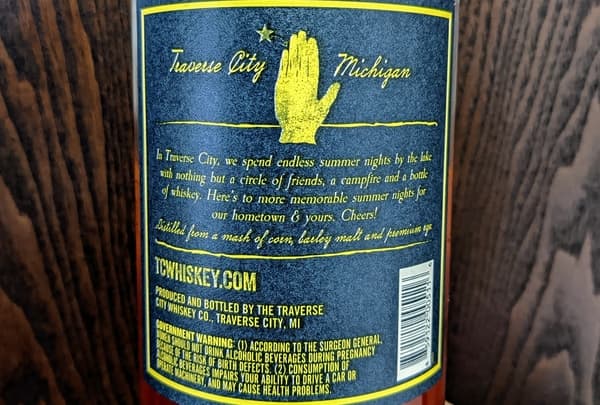 Traverse City Michigan
In Traverse City, we spend endless summer nights by the lake
with nothing but a circle of friends, a campfire and a bottle
of whiskey. Here's to more memorable summer nights for
our hometown & yours. Cheers!
Distilled from a mash of corn, barley malt and premium rye
TCWHISKEY.COM
PRODUCED AND BOTTLED BY THE TRAVERSE
CITY WHISKEY CO., TRAVERSE CITY, MI
GOVERNMENT WARNING: (1) ACCORDING TO THE SURGEON GENERAL,
WOMEN SHOULD NOT DRINK ALCOHOLIC BEVERAGES DURING PREGNANCY
BECAUSE OF THE RISK OF BIRTH DEFECTS. (2) CONSUMPTION OF
ALCOHOLIC BEVERAGES IMPAIRS YOUR ABILITY TO DRIVE A CAR OR
OPERATE MACHINERY, AND MAY CAUSE HEALTH PROBLEMS.